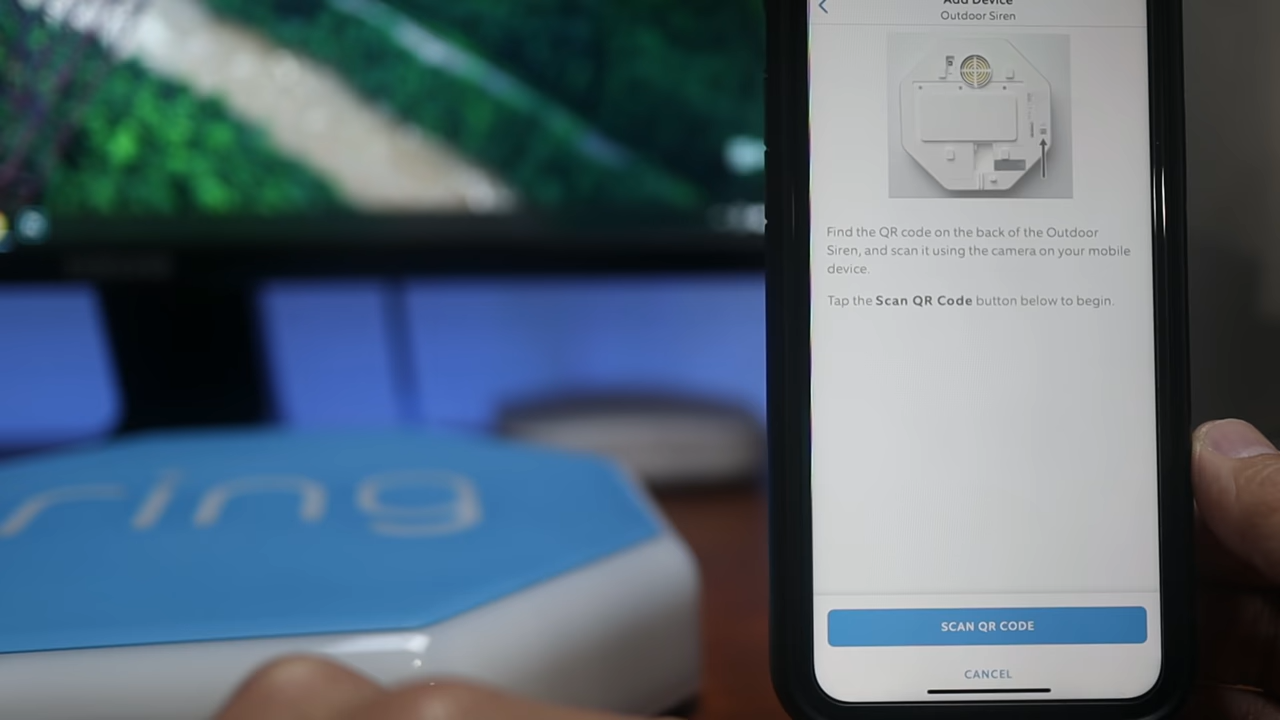 Add Device
Outdoor Siren
Find the QR code on the back of the Outdoor
Siren, and scan it using the camera on your mobile
device.
Tap the Scan QR Code button below to begin.
SCAN QR CODE
CANCEL
ring